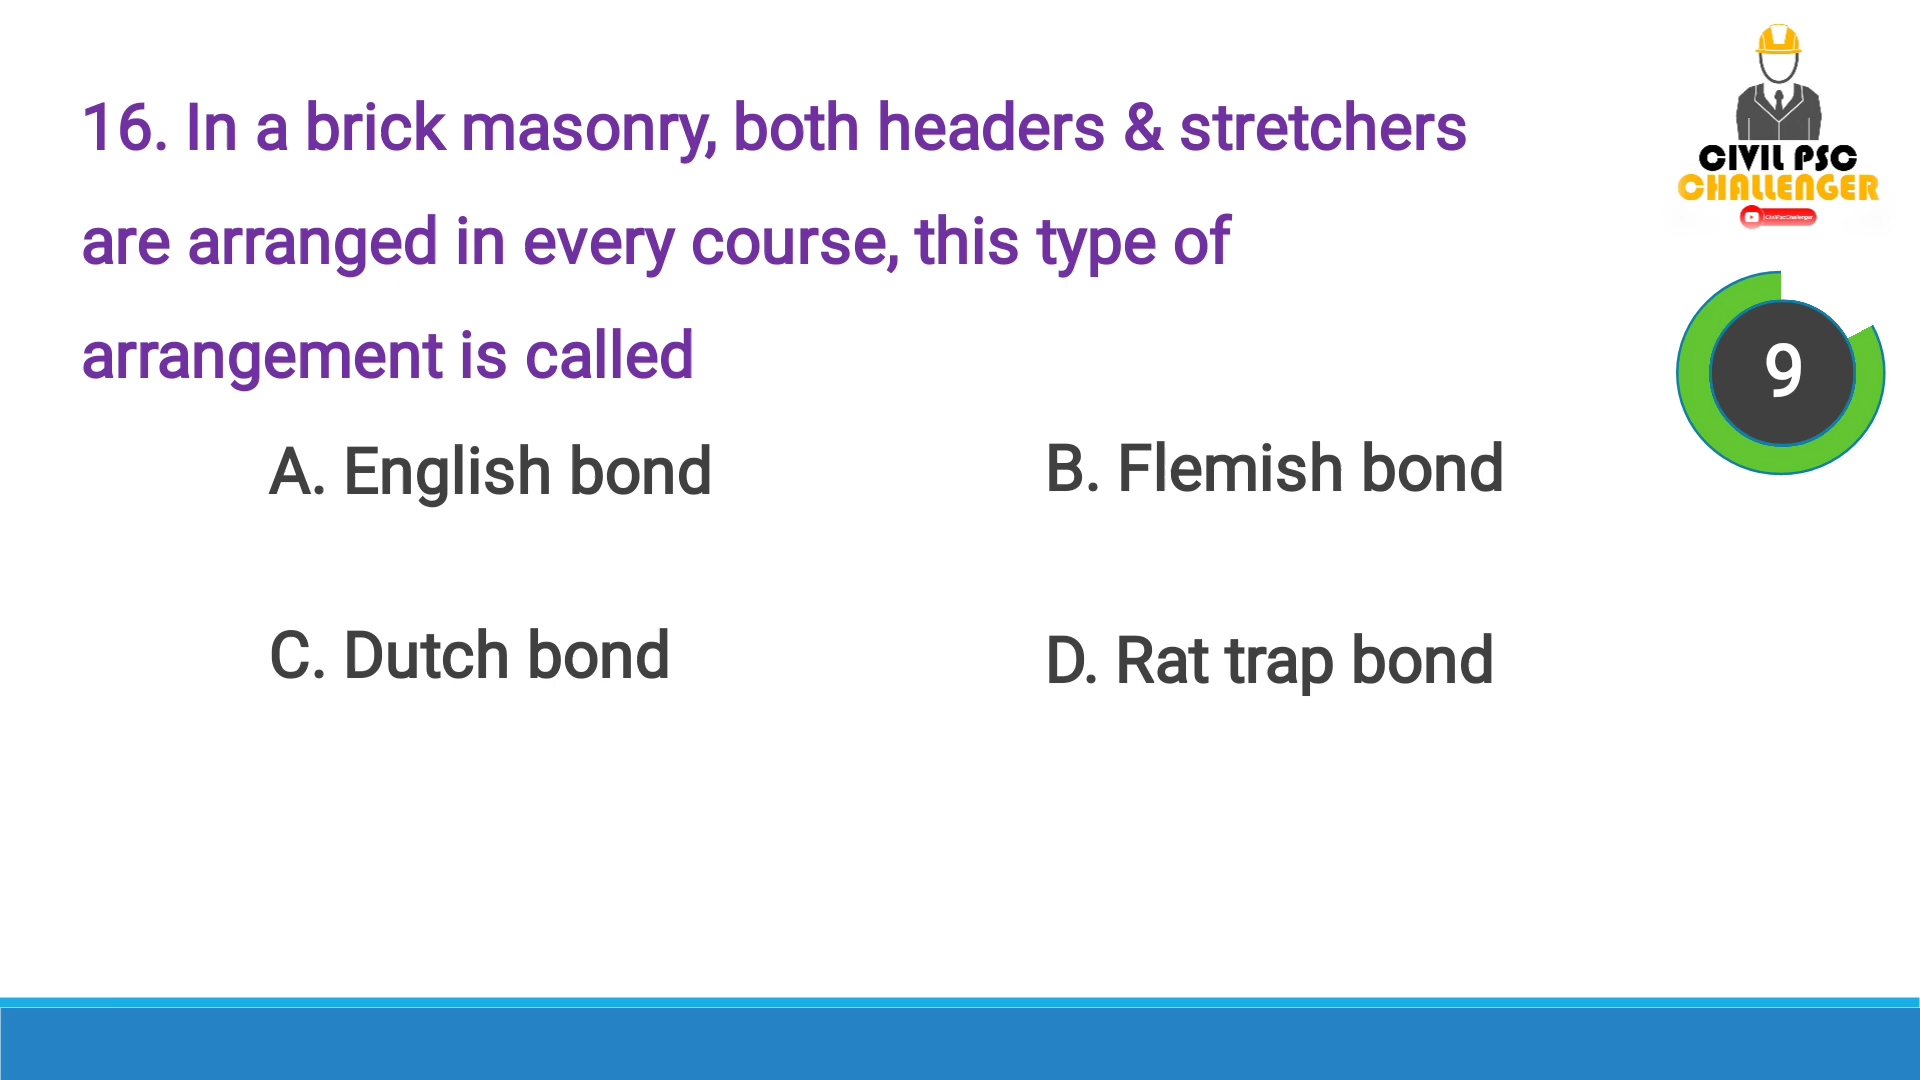 16. In a brick masonry, both headers & stretchers
are arranged in every course, this type of
arrangement is called
A. English bond
B. Flemish bond
C. Dutch bond
D. Rat trap bond
CIVIL PSC
CHALLENGER
9